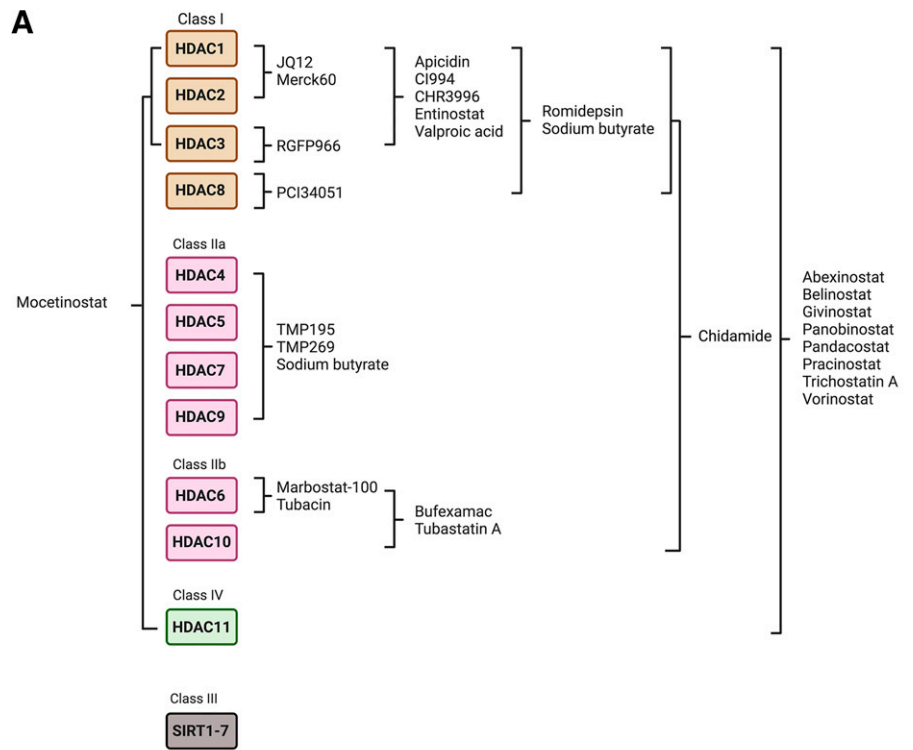 A
Class I
HDAC1
HDAC2
HDAC3
HDAC8
JQ12
Merck60
RGFP966
PCI34051
Apicidin
CI994
CHR3996
Entinostat
Valproic acid
Romidepsin
Sodium butyrate
Class IIa
HDAC4
HDAC5
HDAC7
HDAC9
TMP195
TMP269
Sodium butyrate
Mocetinostat
Class IIb
HDAC6
HDAC10
Marbostat-100
Tubacin
Bufexamac
Tubastatin A
Chidamide
Abexinostat
Belinostat
Givinostat
Panobinostat
Pandacostat
Pracinostat
Trichostatin A
Vorinostat
Class IV
HDAC11
Class III
SIRT1-7